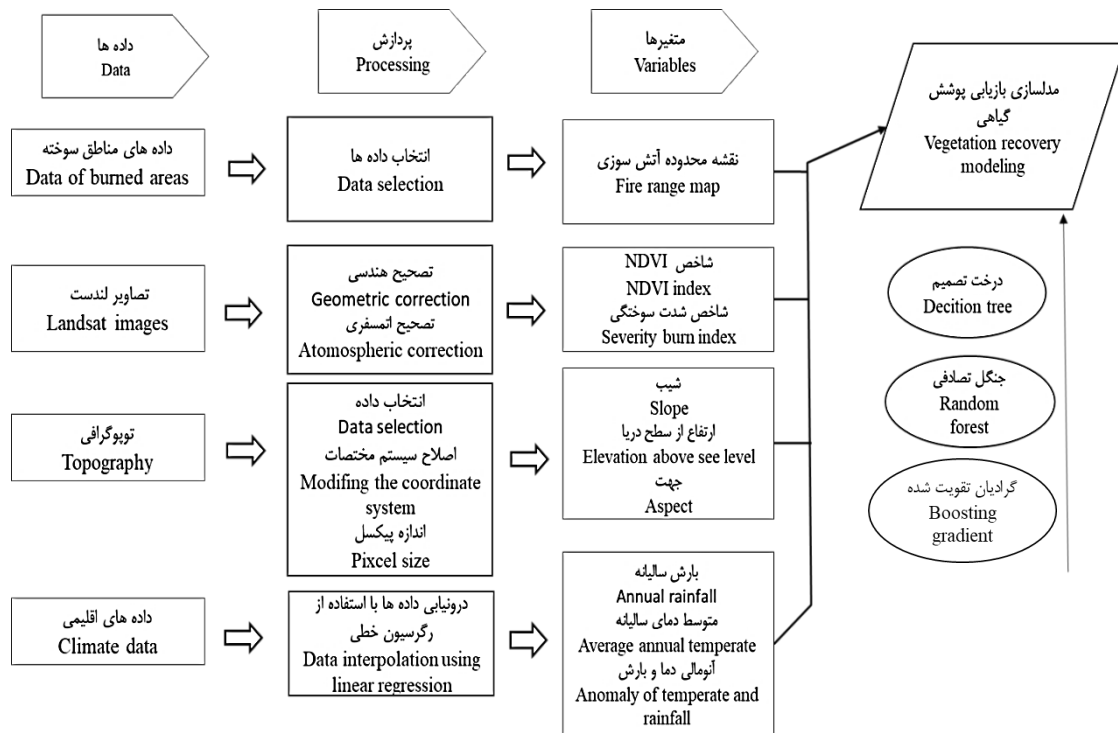 داده ها
Data
پردازش
Processing
متغیرها
Variables
مدلسازی بازیابی پوشش
گیاهی
Vegetation recovery
modeling
داده های مناطق سوخته
Data of burned areas
انتخاب داده ها
Data selection
نقشه محدوده آتش سوزی
Fire range map
تصاویر لندست
Landsat images
تصحیح هندسی
Geometric correction
تصحیح اتمسفری
Atomospheric correction
شاخص NDVI
NDVI index
شاخص شدت سوختگی
Severity burn index
درخت تصمیم
Decition tree
توپوگرافی
Topography
انتخاب داده
Data selection
اصلاح سیستم مختصات
Modifing the coordinate
system
اندازه پیکسل
Pixcel size
شیب
Slope
ارتفاع از سطح دریا
Elevation above see level
جهت
Aspect
جنگل تصادفی
Random
forest
گرادیان تقویت شده
Boosting
gradient
داده های اقلیمی
Climate data
درونیابی داده ها با استفاده از
رگرسیون خطی
Data interpolation using
linear regression
بارش سالیانه
Annual rainfall
متوسط دمای سالیانه
Average annual temperate
آنومالی دما و بارش
Anomaly of temperate and
rainfall